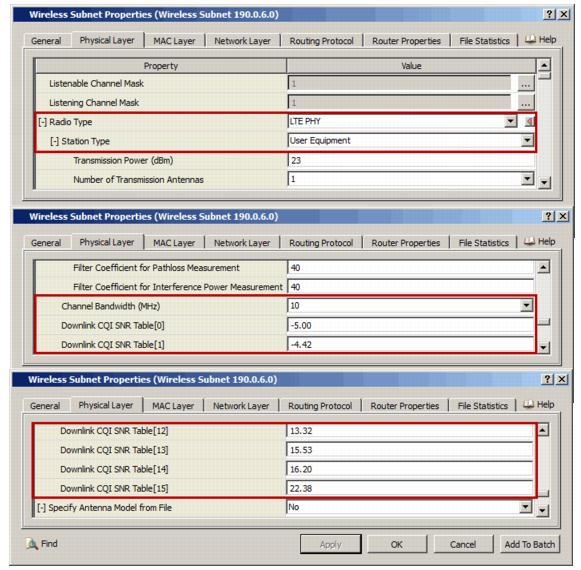 Wireless Subnet Properties (Wireless Subnet 190.0.6.0) ? X
General Physical Layer MAC Layer Network Layer Routing Protocol Router Properties File Statistics Help
Property Value
Listenable Channel Mask 1 ...
Listening Channel Mask 1 ...
[-] Radio Type LTE PHY
[-] Station Type User Equipment
Transmission Power (dBm) 23
Number of Transmission Antennas 1
Wireless Subnet Properties (Wireless Subnet 190.0.6.0) ? X
General Physical Layer MAC Layer Network Layer Routing Protocol Router Properties File Statistics Help
Filter Coefficient for Pathloss Measurement 40
Filter Coefficient for Interference Power Measurement 40
Channel Bandwidth (MHz) 10
Downlink CQI SNR Table[0] -5.00
Downlink CQI SNR Table[1] -4.42
Wireless Subnet Properties (Wireless Subnet 190.0.6.0) ? X
General Physical Layer MAC Layer Network Layer Routing Protocol Router Properties File Statistics Help
Downlink CQI SNR Table[12] 13.32
Downlink CQI SNR Table[13] 15.53
Downlink CQI SNR Table[14] 16.20
Downlink CQI SNR Table[15] 22.38
[-] Specify Antenna Model from File No
Find Apply OK Cancel Add To Batch